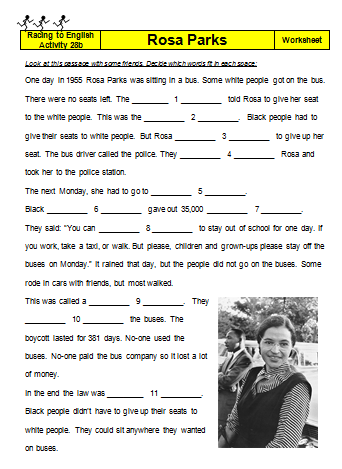 Racing to English
Activity 28b
Rosa Parks
Worksheet
Look at this passage with some friends. Decide which words fit in each space:
One day in 1955 Rosa Parks was sitting in a bus. Some white people got on the bus.
There were no seats left. The ________ 1 ________ told Rosa to give her seat
to the white people. This was the ________ 2 ________. Black people had to
give their seats to white people. But Rosa ________ 3 ________ to give up her
seat. The bus driver called the police. They ________ 4 ________ Rosa and
took her to the police station.
The next Monday, she had to go to ________ 5 ________.
Black ________ 6 ________ gave out 35,000 ________ 7 ________.
They said: "You can ________ 8 ________ to stay out of school for one day. If
you work, take a taxi, or walk. But please, children and grown-ups please stay off the
buses on Monday." It rained that day, but the people did not go on the buses. Some
rode in cars with friends, but most walked.
This was called a ________ 9 ________. They
________ 10 ________ the buses. The
boycott lasted for 381 days. No-one used the
buses. No-one paid the bus company so it lost a lot
of money.
In the end the law was ________ 11 ________.
Black people didn't have to give up their seats to
white people. They could sit anywhere they wanted
on buses.